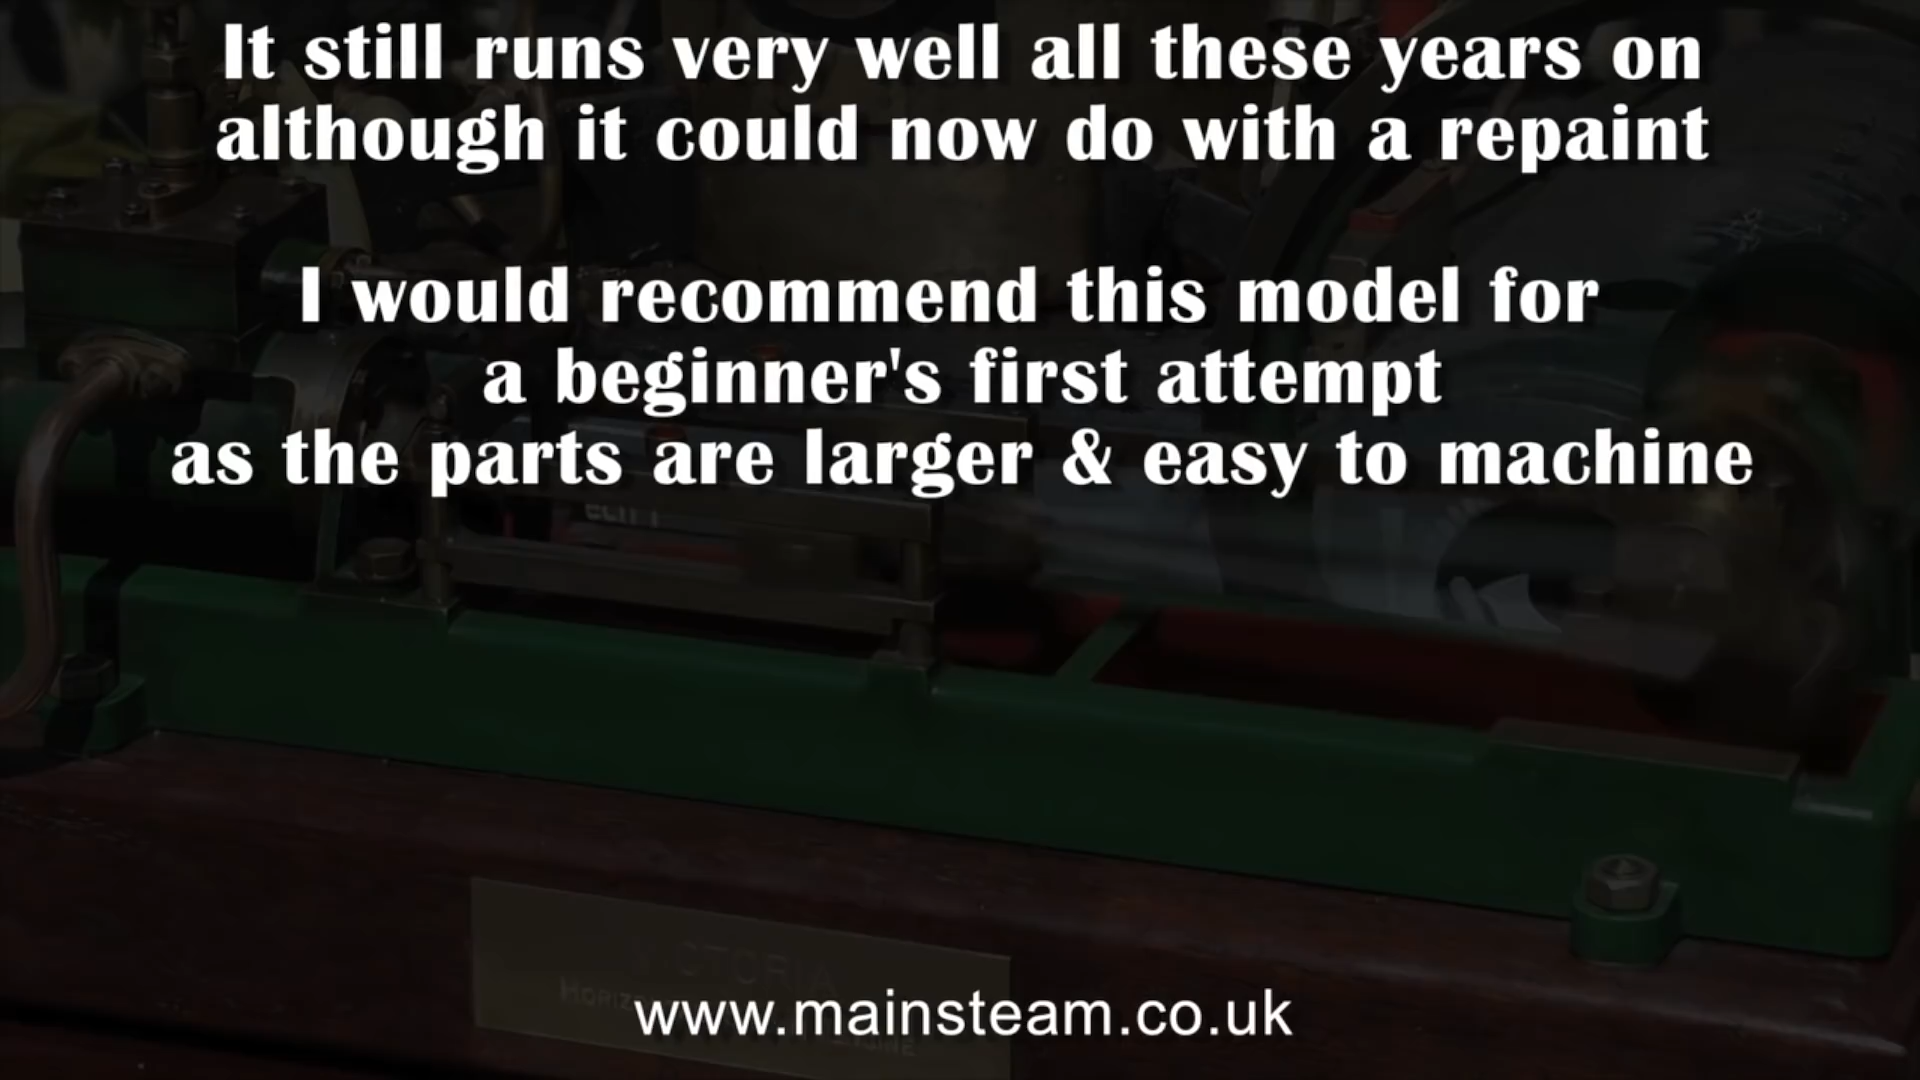 It still runs very well all these years on
although it could now do with a repaint
I would recommend this model for
a beginner's first attempt
as the parts are larger & easy to machine
www.mainsteam.co.uk